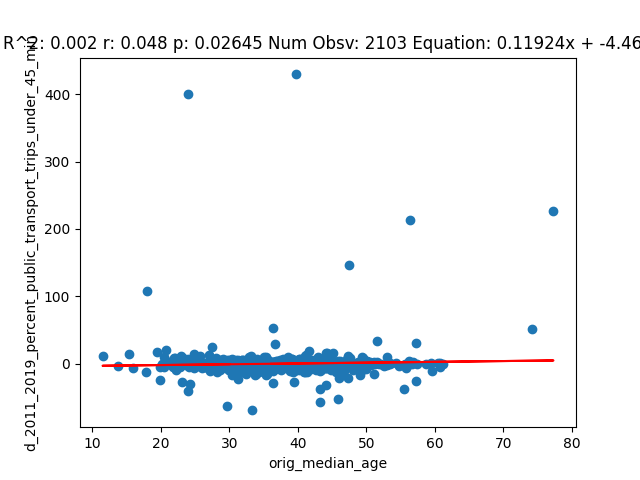 R^2: 0.002 r: 0.048 p: 0.02645 Num Obsv: 2103 Equation: 0.11924x + -4.46
d_2011_2019_percent_public_transport_trips_under_45_min
400
300
200
100
0
10 20 30 40 50 60 70 80
orig_median_age